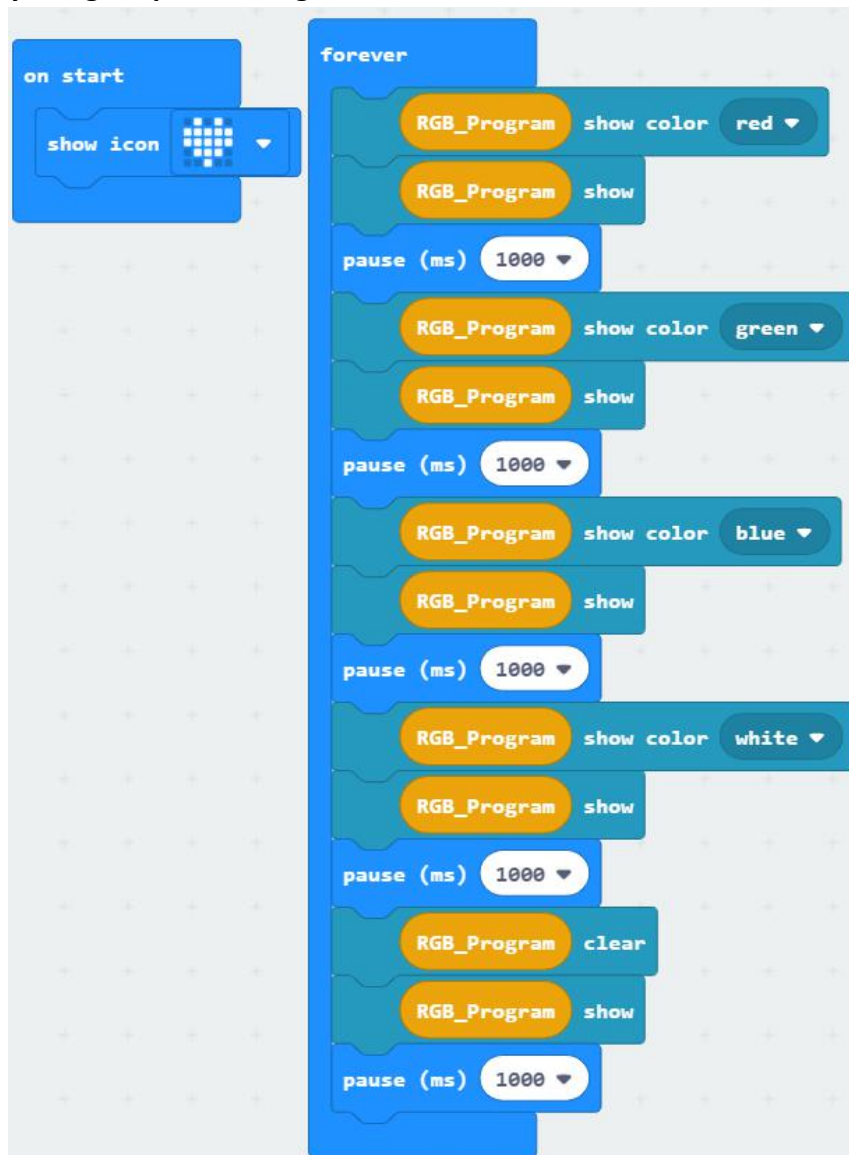 on start
show icon
forever
RGB_Program show color red
RGB_Program show
pause (ms) 1000
RGB_Program show color green
RGB_Program show
pause (ms) 1000
RGB_Program show color blue
RGB_Program show
pause (ms) 1000
RGB_Program show color white
RGB_Program show
pause (ms) 1000
RGB_Program clear
RGB_Program show
pause (ms) 1000